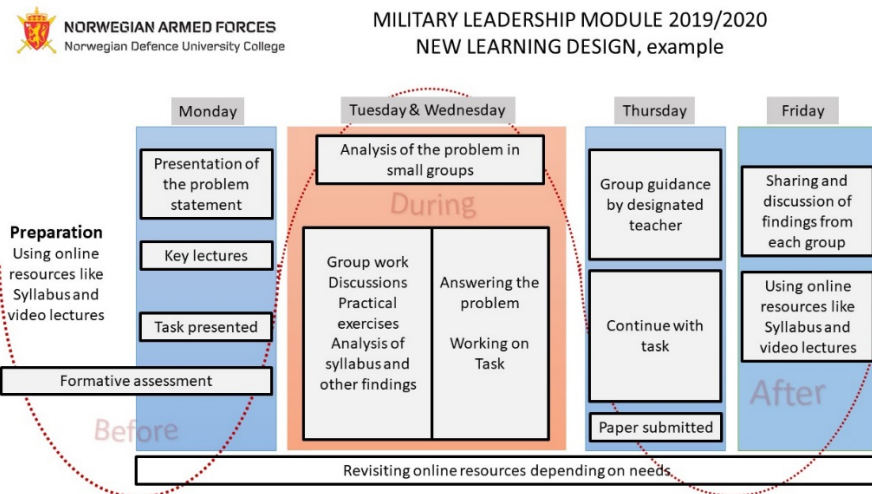 NORWEGIAN ARMED FORCES
Norwegian Defence University College
MILITARY LEADERSHIP MODULE 2019/2020
NEW LEARNING DESIGN, example
Monday
Tuesday & Wednesday
Thursday
Friday
Preparation
Using online
resources like
Syllabus and
video lectures
Presentation of
the problem
statement
Key lectures
Task presented
Formative assessment
Before
Analysis of the problem in
small groups
During
Group work
Discussions
Practical
exercises
Analysis of
syllabus and
other findings
Answering the
problem
Working on
Task
Group guidance
by designated
teacher
Continue with
task
Paper submitted
Sharing and
discussion of
findings from
each group
Using online
resources like
Syllabus and
video lectures
After
Revisiting online resources depending on needs